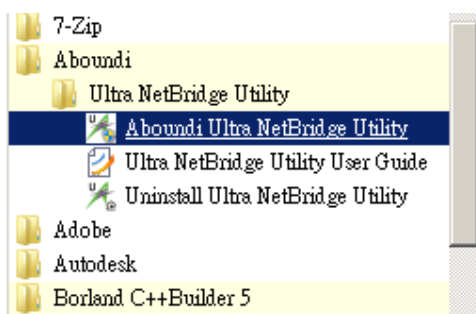 7-Zip
Aboundi
Ultra NetBridge Utility
Aboundi Ultra NetBridge Utility
Ultra NetBridge Utility User Guide
Uninstall Ultra NetBridge Utility
Adobe
Autodesk
Borland C++Builder 5